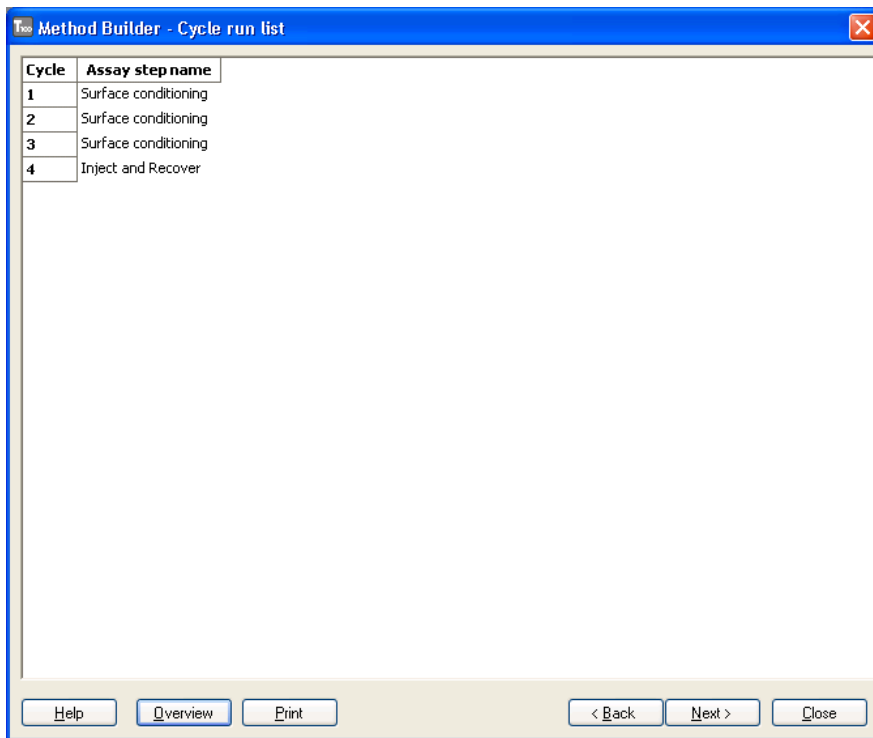 T100 Method Builder - Cycle run list
Cycle Assay step name
1 Surface conditioning
2 Surface conditioning
3 Surface conditioning
4 Inject and Recover
Help Overview Print < Back Next > Close